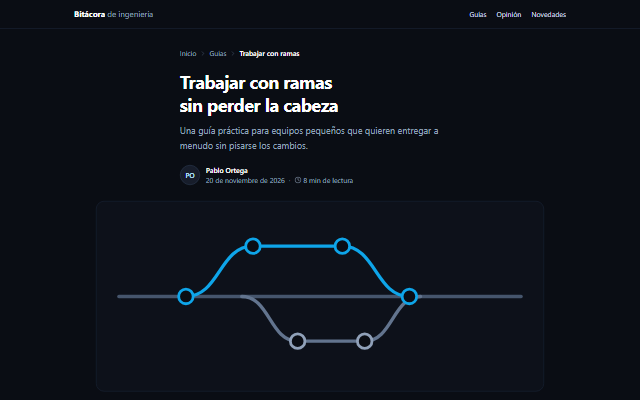 Bitácora de ingeniería
Guías Opinión Novedades
Inicio > Guías > Trabajar con ramas
Trabajar con ramas
sin perder la cabeza
Una guía práctica para equipos pequeños que quieren entregar a
menudo sin pisarse los cambios.
PO
Pablo Ortega
20 de noviembre de 2026 · 8 min de lectura